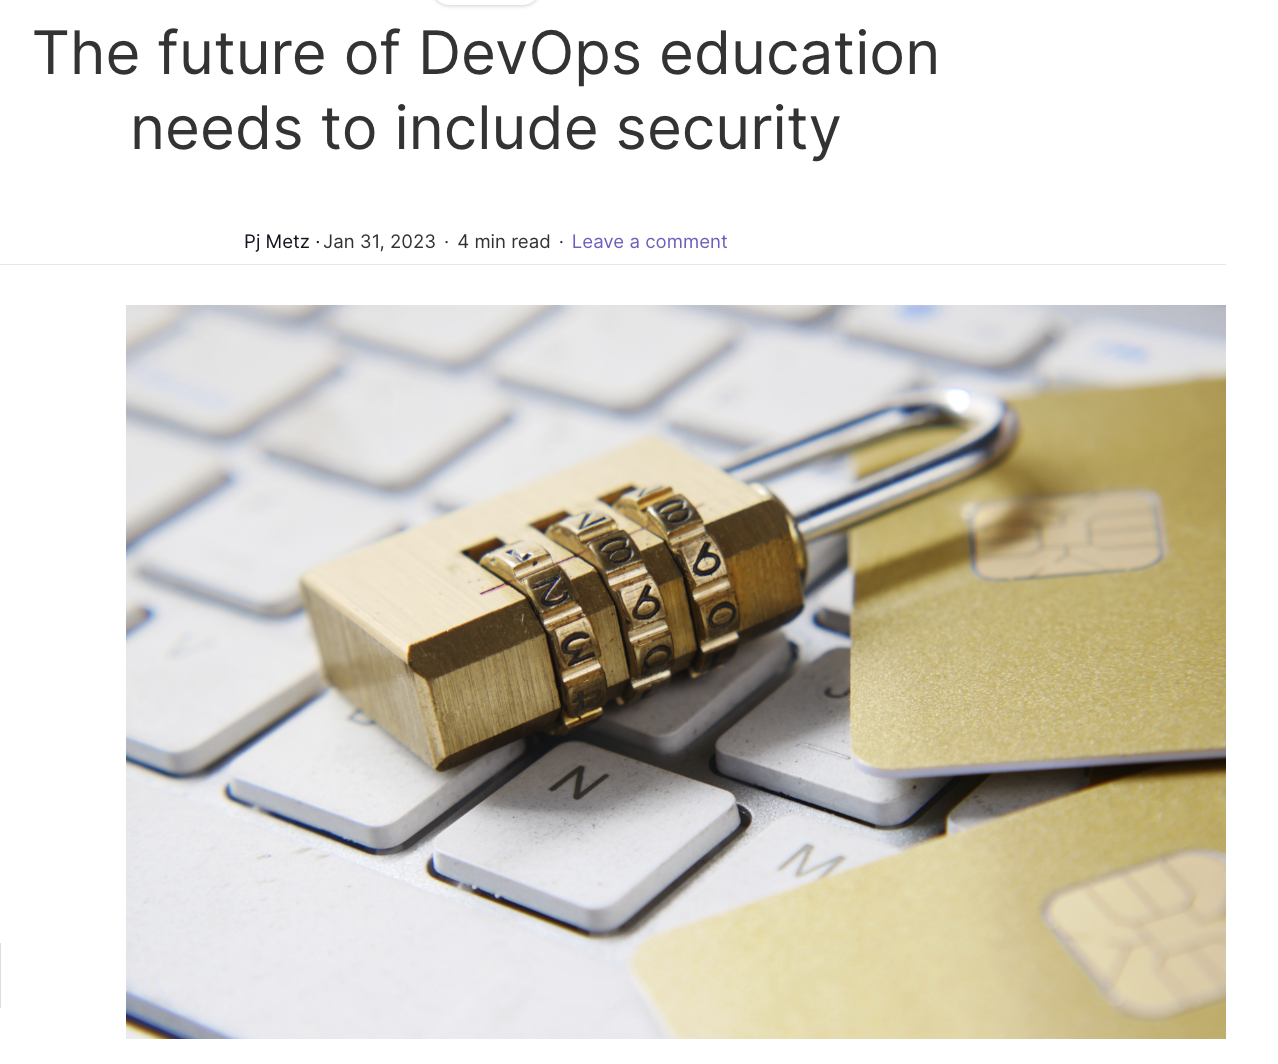 The future of DevOps education
needs to include security
Pj Metz · Jan 31, 2023 · 4 min read · Leave a comment
N
J
M